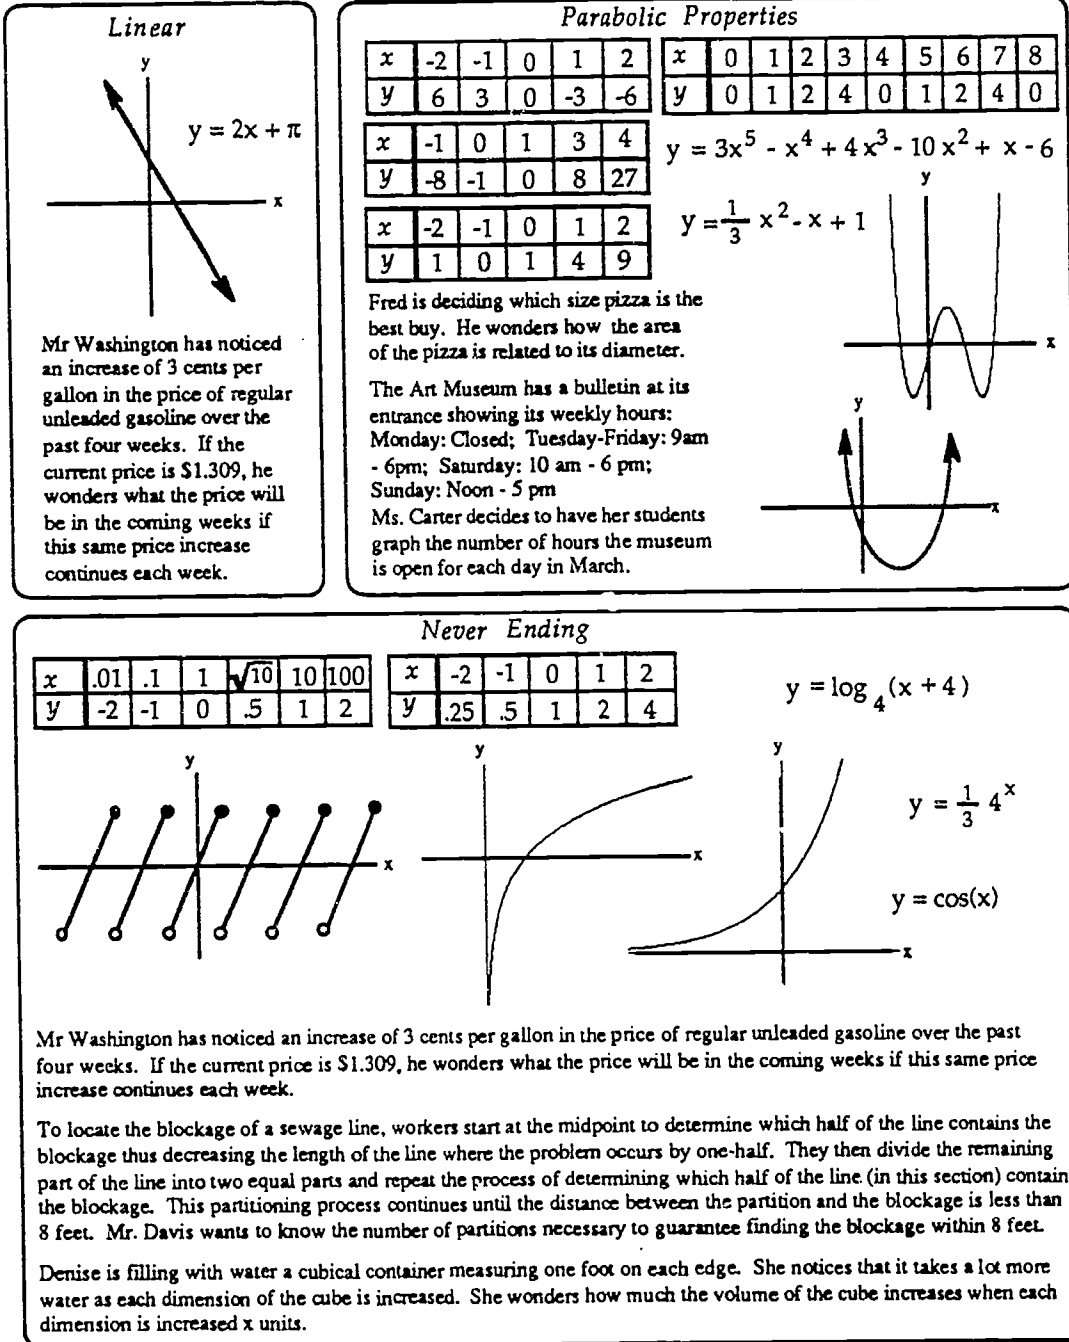 Linear
y
y = 2x + π
x
Mr Washington has noticed
an increase of 3 cents per
gallon in the price of regular
unleaded gasoline over the
past four weeks. If the
current price is $1.309, he
wonders what the price will
be in the coming weeks if
this same price increase
continues each week.
Parabolic Properties
x -2 -1 0 1 2
y 6 3 0 -3 -6
x 0 1 2 3 4 5 6 7 8
y 0 1 2 4 0 1 2 4 0
x -1 0 1 3 4
y -8 -1 0 8 27
y = 3x⁵ - x⁴ + 4x³ - 10x² + x - 6
x -2 -1 0 1 2
y 1 0 1 4 9
y = 1/3 x² - x + 1
y
x
Fred is deciding which size pizza is the
best buy. He wonders how the area
of the pizza is related to its diameter.
The Art Museum has a bulletin at its
entrance showing its weekly hours:
Monday: Closed; Tuesday-Friday: 9am
- 6pm; Saturday: 10 am - 6 pm;
Sunday: Noon - 5 pm
Ms. Carter decides to have her students
graph the number of hours the museum
is open for each day in March.
y
x
Never Ending
x .01 .1 1 √10 10 100
y -2 -1 0 .5 1 2
x -2 -1 0 1 2
y .25 .5 1 2 4
y = log₄(x + 4)
y
x
y
x
y
x
y = 1/3 4ˣ
y = cos(x)
Mr Washington has noticed an increase of 3 cents per gallon in the price of regular unleaded gasoline over the past
four weeks. If the current price is $1.309, he wonders what the price will be in the coming weeks if this same price
increase continues each week.
To locate the blockage of a sewage line, workers start at the midpoint to determine which half of the line contains the
blockage thus decreasing the length of the line where the problem occurs by one-half. They then divide the remaining
part of the line into two equal parts and repeat the process of determining which half of the line (in this section) contain
the blockage. This partitioning process continues until the distance between the partition and the blockage is less than
8 feet. Mr. Davis wants to know the number of partitions necessary to guarantee finding the blockage within 8 feet.
Denise is filling with water a cubical container measuring one foot on each edge. She notices that it takes a lot more
water as each dimension of the cube is increased. She wonders how much the volume of the cube increases when each
dimension is increased x units.